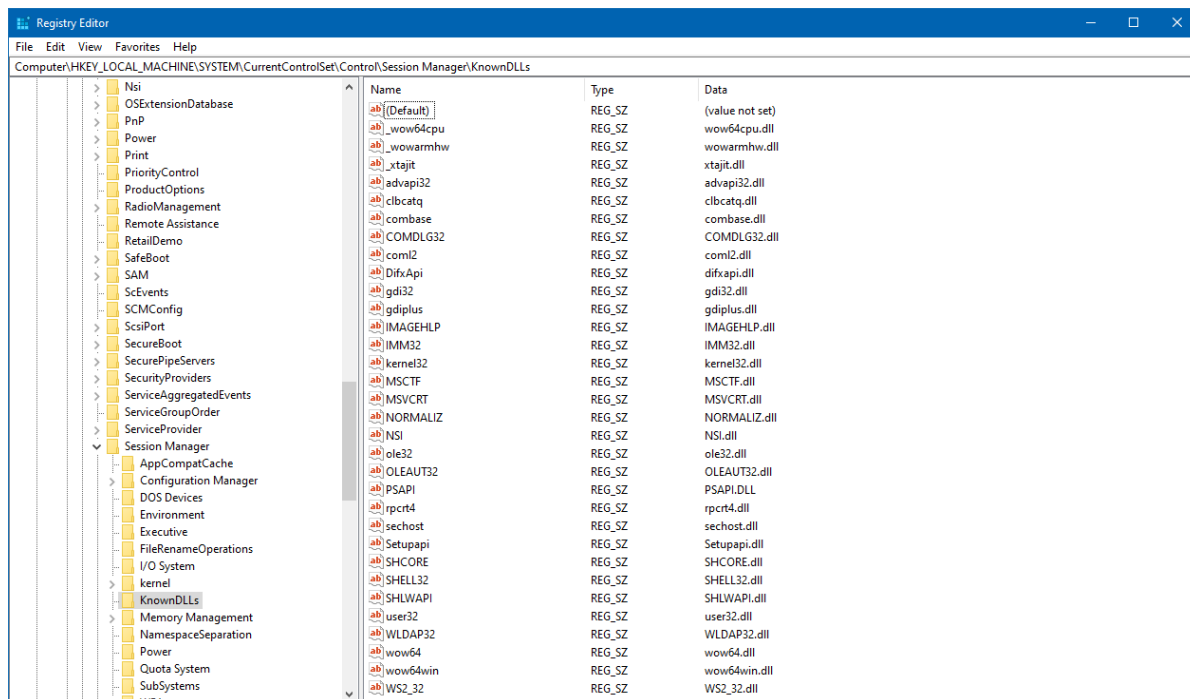 Registry Editor
File Edit View Favorites Help
Computer\HKEY_LOCAL_MACHINE\SYSTEM\CurrentControlSet\Control\Session Manager\KnownDLLs
Nsi
OSExtensionDatabase
PnP
Power
Print
PriorityControl
ProductOptions
RadioManagement
Remote Assistance
RetailDemo
SafeBoot
SAM
ScEvents
SCMConfig
ScsiPort
SecureBoot
SecurePipeServers
SecurityProviders
ServiceAggregatedEvents
ServiceGroupOrder
ServiceProvider
Session Manager
AppCompatCache
Configuration Manager
DOS Devices
Environment
Executive
FileRenameOperations
I/O System
kernel
KnownDLLs
Memory Management
NamespaceSeparation
Power
Quota System
SubSystems
Name Type Data
(Default) REG_SZ (value not set)
_wow64cpu REG_SZ wow64cpu.dll
_wowarmhw REG_SZ wowarmhw.dll
_xtajit REG_SZ xtajit.dll
advapi32 REG_SZ advapi32.dll
clbcatq REG_SZ clbcatq.dll
combase REG_SZ combase.dll
COMDLG32 REG_SZ COMDLG32.dll
coml2 REG_SZ coml2.dll
DifxApi REG_SZ difxapi.dll
gdi32 REG_SZ gdi32.dll
gdiplus REG_SZ gdiplus.dll
IMAGEHLP REG_SZ IMAGEHLP.dll
IMM32 REG_SZ IMM32.dll
kernel32 REG_SZ kernel32.dll
MSCTF REG_SZ MSCTF.dll
MSVCRT REG_SZ MSVCRT.dll
NORMALIZ REG_SZ NORMALIZ.dll
NSI REG_SZ NSI.dll
ole32 REG_SZ ole32.dll
OLEAUT32 REG_SZ OLEAUT32.dll
PSAPI REG_SZ PSAPI.DLL
rpcrt4 REG_SZ rpcrt4.dll
sechost REG_SZ sechost.dll
Setupapi REG_SZ Setupapi.dll
SHCORE REG_SZ SHCORE.dll
SHELL32 REG_SZ SHELL32.dll
SHLWAPI REG_SZ SHLWAPI.dll
user32 REG_SZ user32.dll
WLDAP32 REG_SZ WLDAP32.dll
wow64 REG_SZ wow64.dll
wow64win REG_SZ wow64win.dll
WS2_32 REG_SZ WS2_32.dll